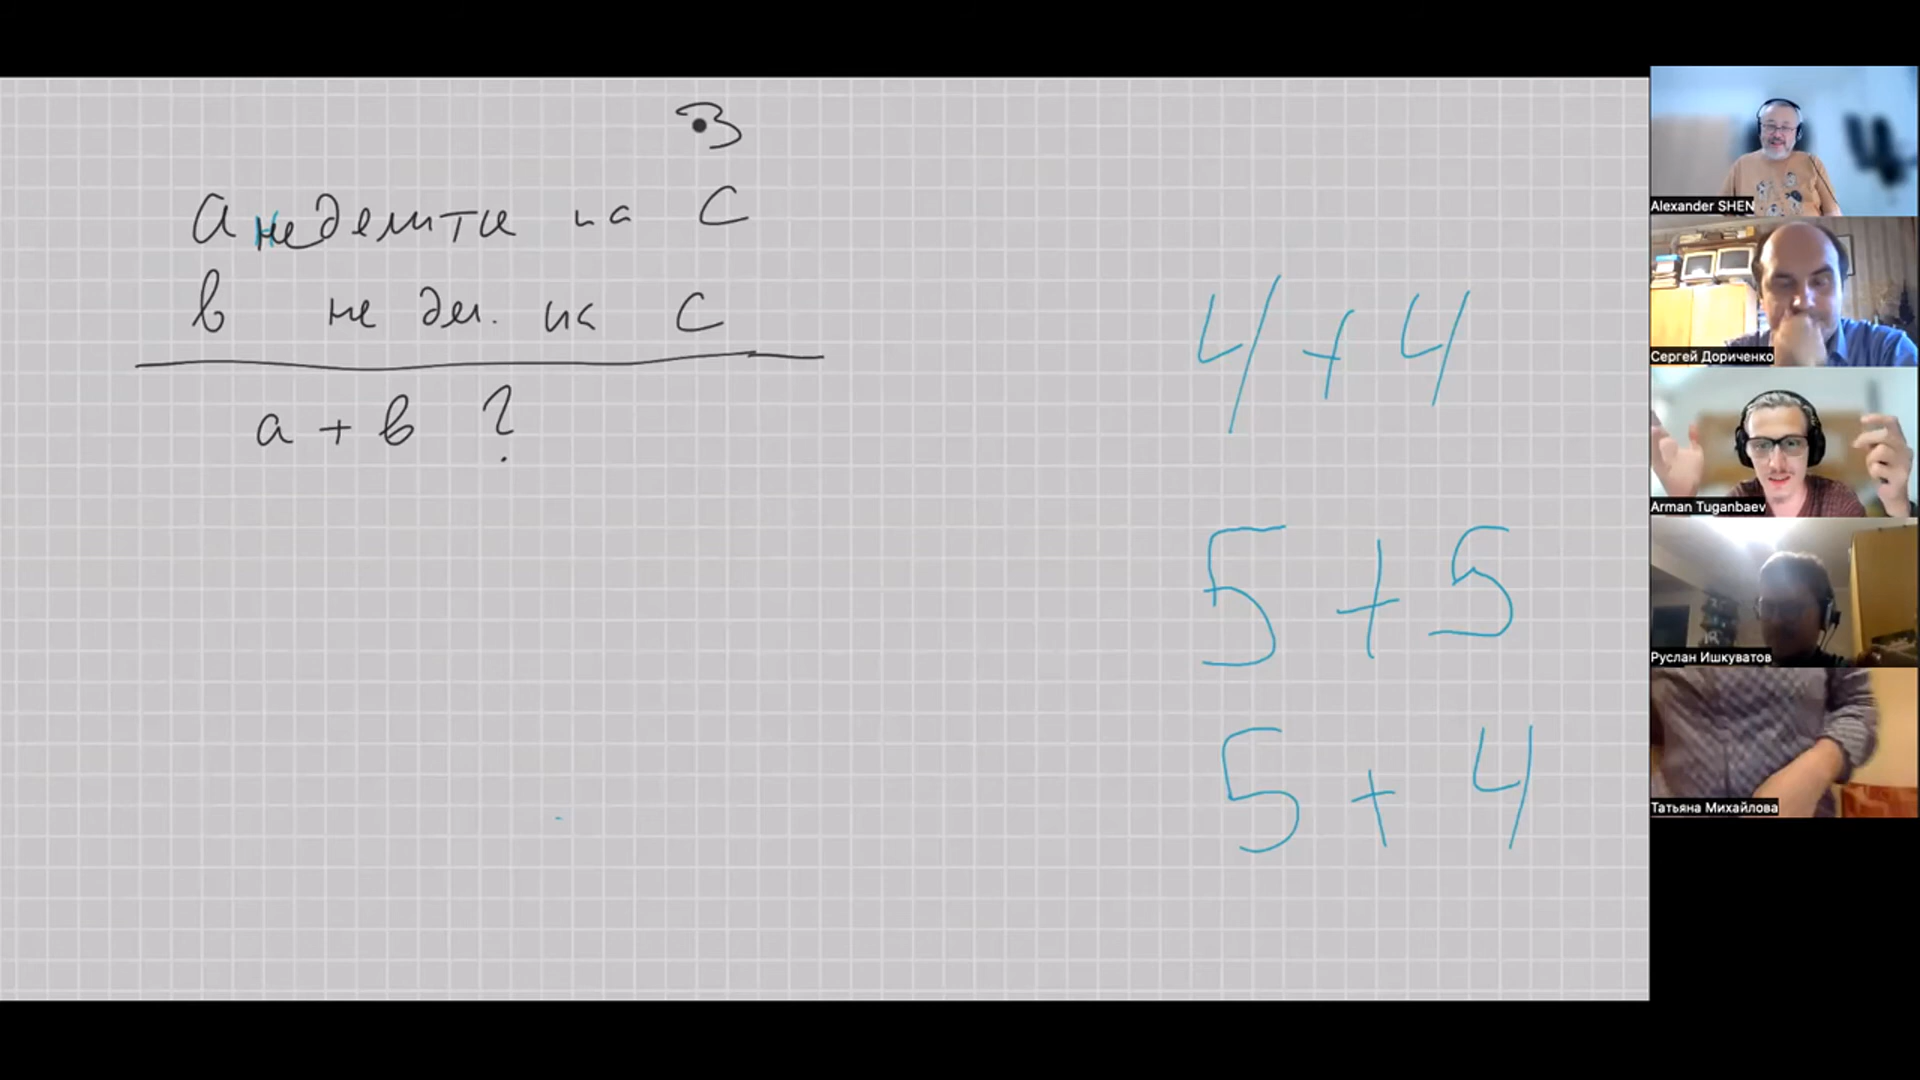 3
а не делится на С
в не дел. на С
а + в ?
4 + 4
5 + 5
5 + 4
Alexander SHEN
Сергей Дориченко
Arman Tuganbaev
Руслан Ишкуватов
Татьяна Михайлова